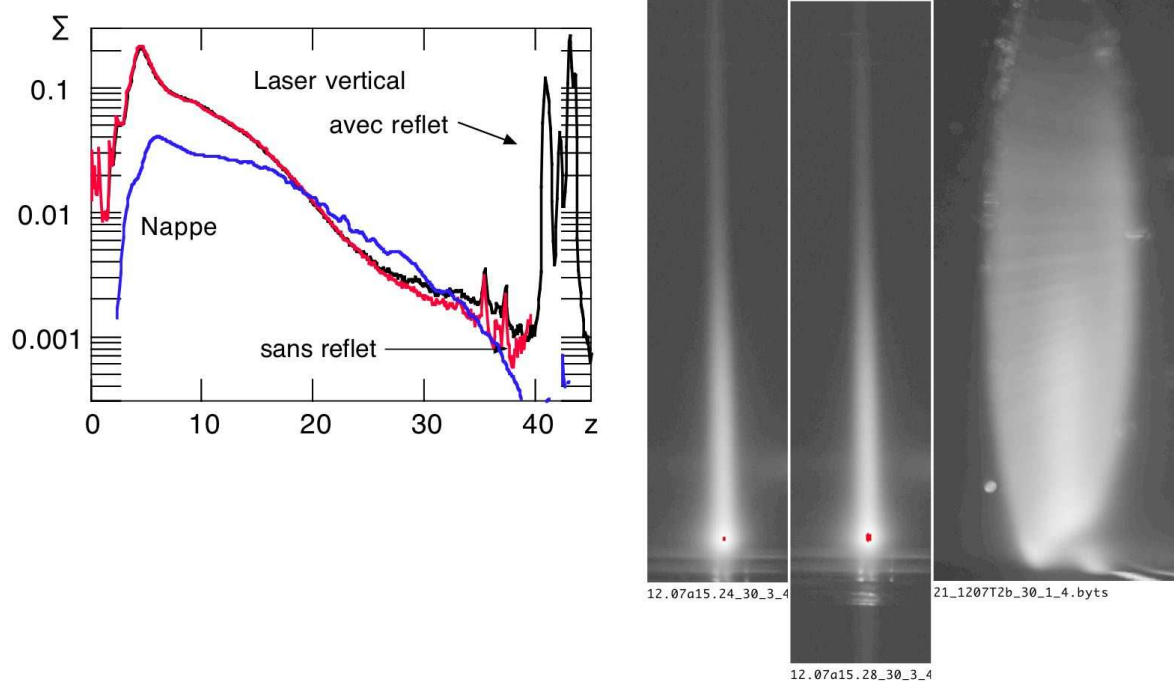 Σ
0.1
0.01
0.001
Laser vertical
avec reflet
Nappe
sans reflet
0 10 20 30 40 z
12.07a15.24_30_3_4
21_1207T2b_30_1_4.byts
12.07a15.28_30_3_4